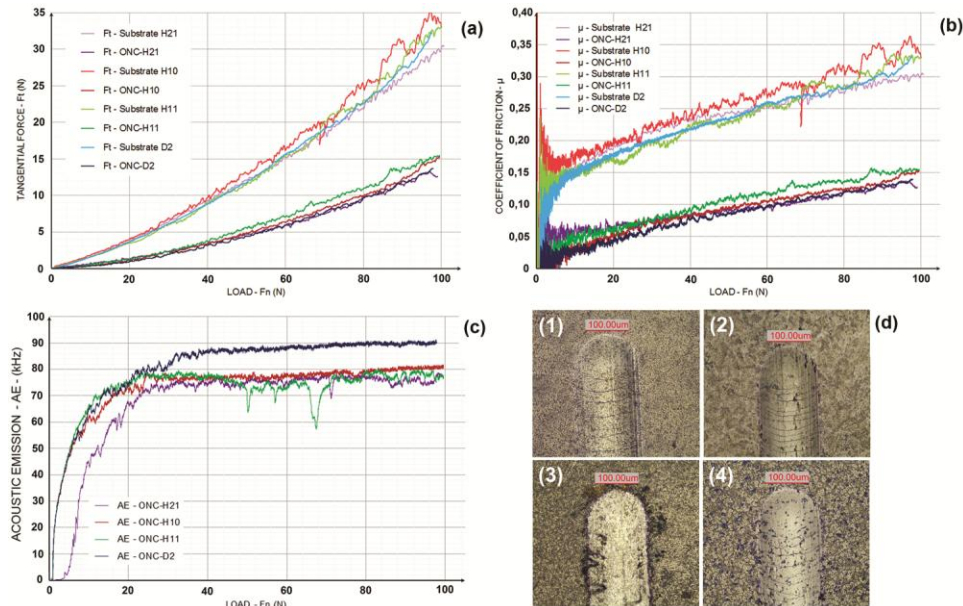 (a)
TANGENTIAL FORCE - Ft (N)
35
30
25
20
15
10
5
0
Ft - Substrate H21
Ft - ONC-H21
Ft - Substrate H10
Ft - ONC-H10
Ft - Substrate H11
Ft - ONC-H11
Ft - Substrate D2
Ft - ONC-D2
0 20 40 60 80 100
LOAD - Fn (N)
(b)
COEFFICIENT OF FRICTION- µ
0,40
0,35
0,30
0,25
0,20
0,15
0,10
0,05
0
µ - Substrate H21
µ - ONC-H21
µ - Substrate H10
µ - ONC-H10
µ - Substrate H11
µ - ONC-H11
µ - Substrate D2
µ - ONC-D2
0 20 40 60 80 100
LOAD - Fn (N)
(c)
ACOUSTIC EMISSION - AE - (kHz)
100
90
80
70
60
50
40
30
20
10
0
AE - ONC-H21
AE - ONC-H10
AE - ONC-H11
AE - ONC-D2
0 20 40 60 80 100
LOAD - Fn (N)
(d)
(1)
100.00um
(2)
100.00um
(3)
100.00um
(4)
100.00um